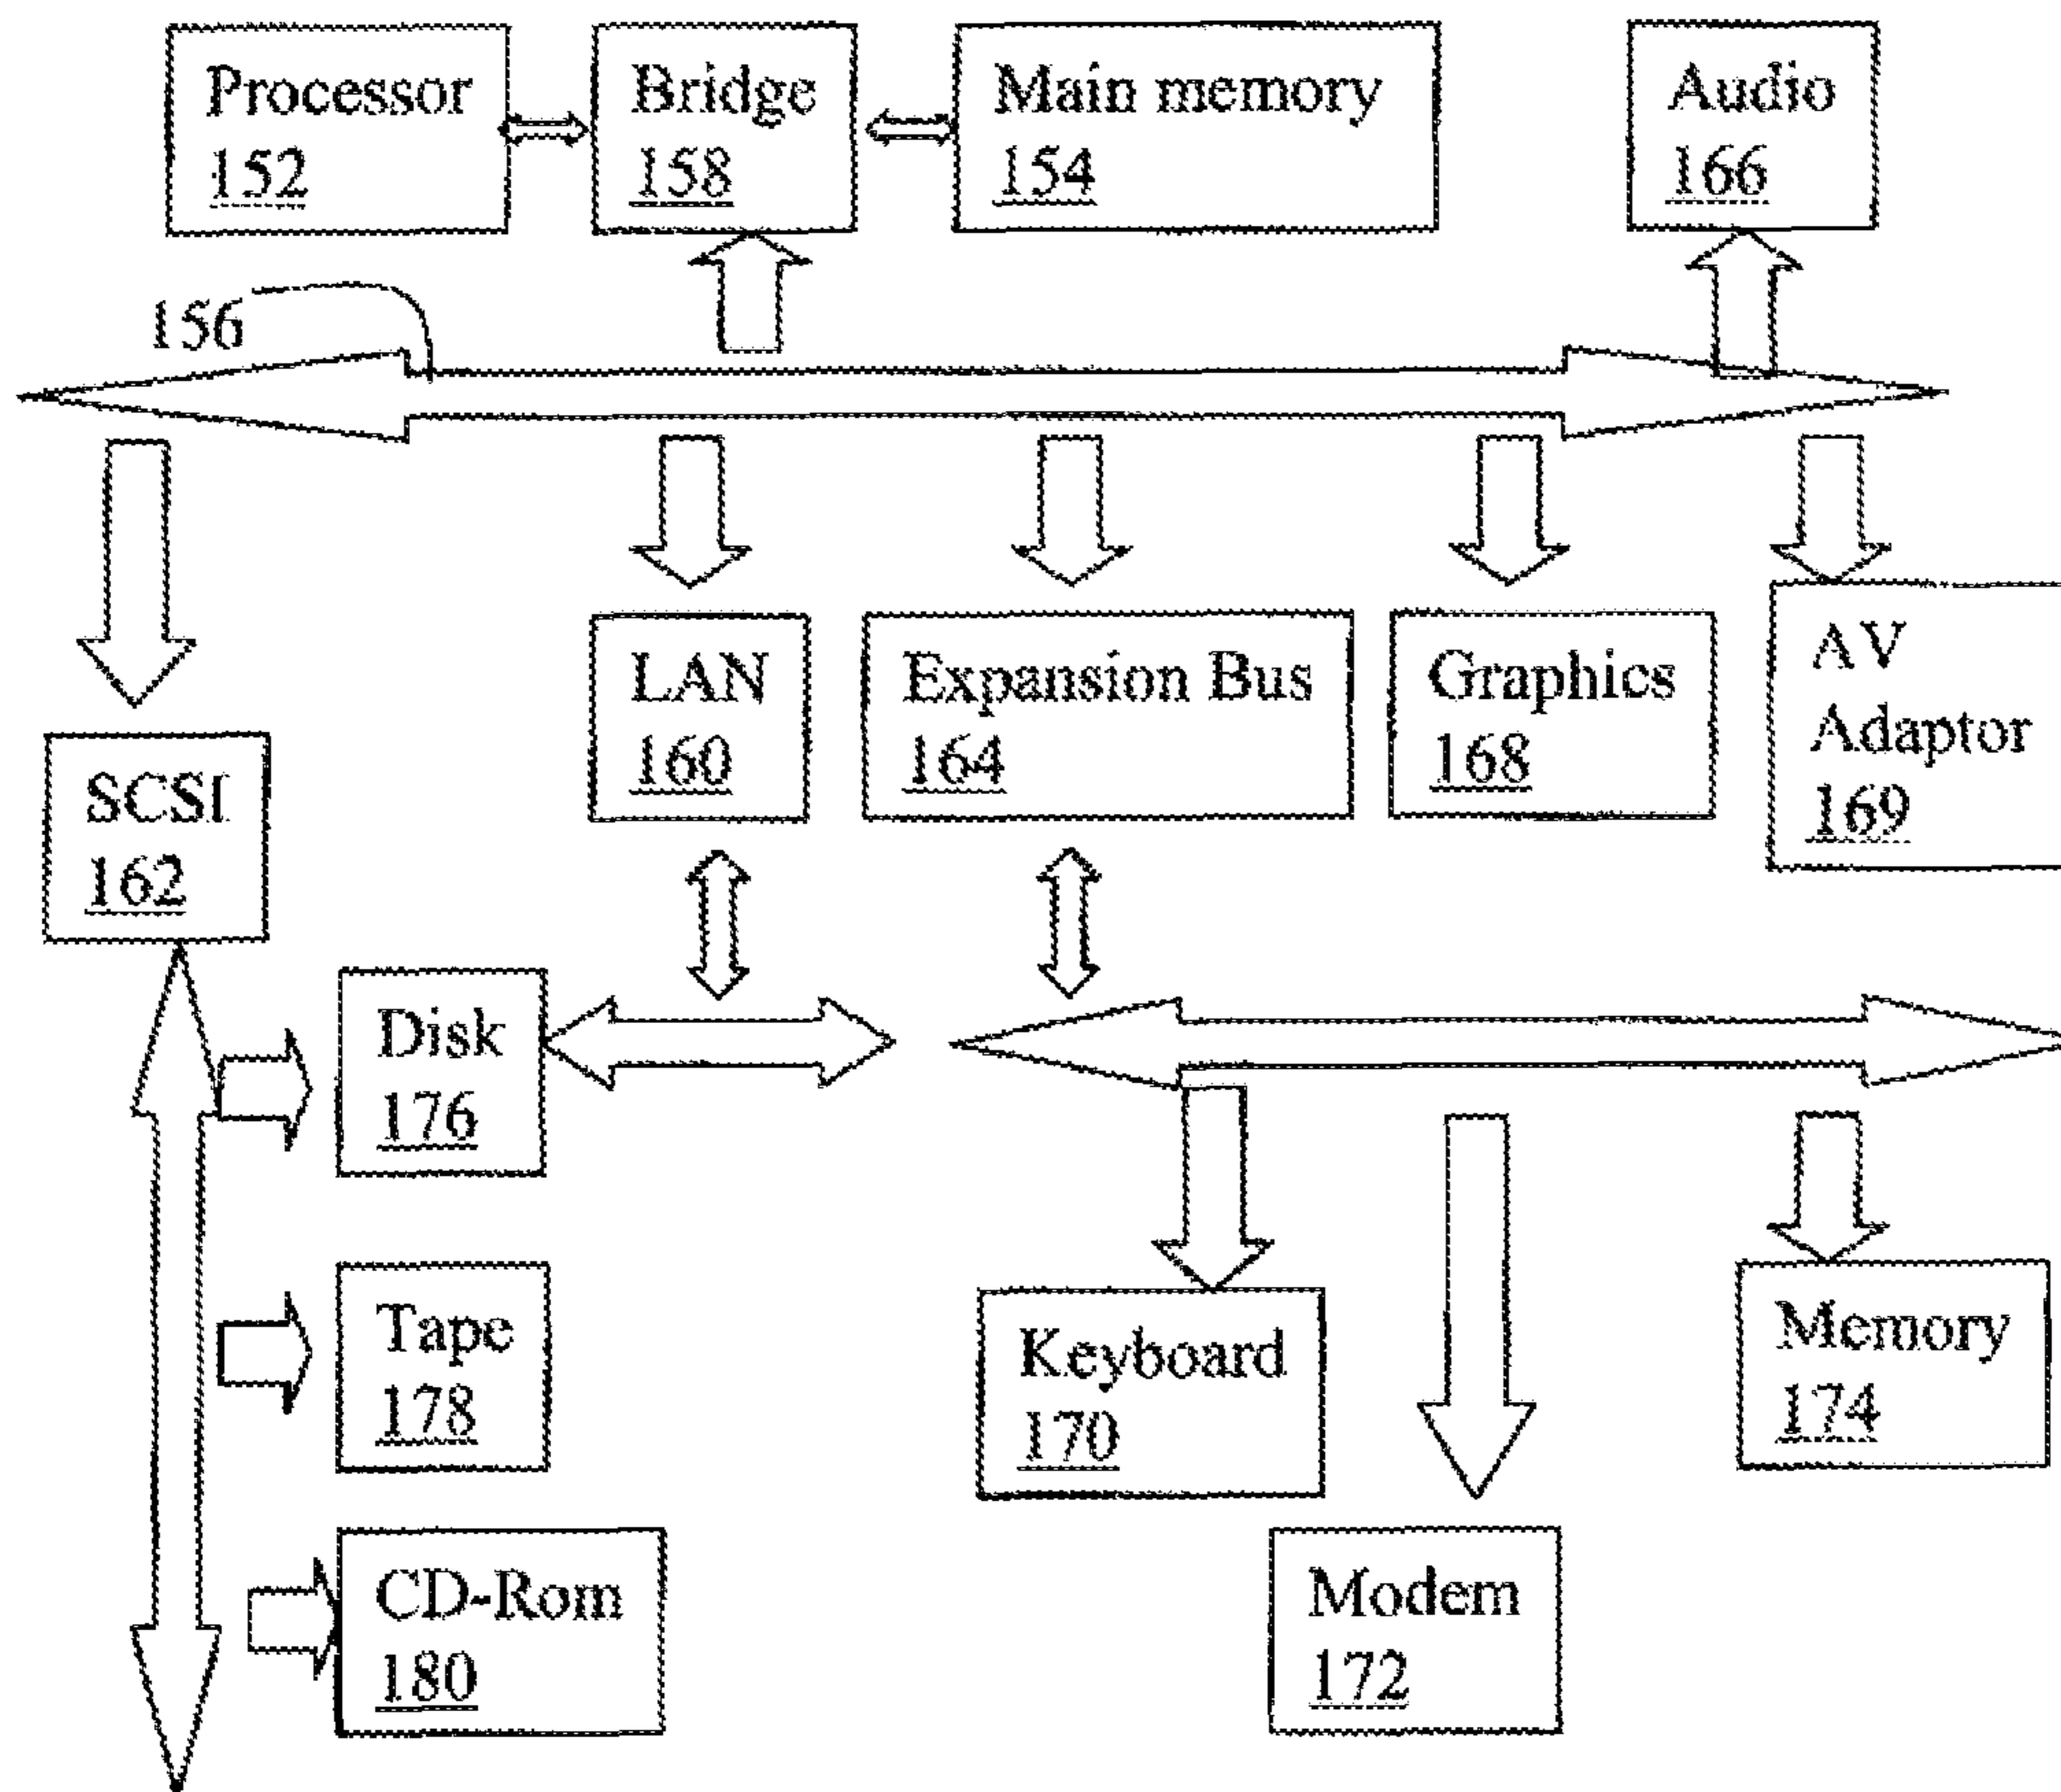 Processor
152
Bridge
158
Main memory
154
Audio
166
156
LAN
160
Expansion Bus
164
Graphics
168
AV
Adaptor
169
SCSI
162
Disk
176
Tape
178
Keyboard
170
Memory
174
CD-Rom
180
Modem
172